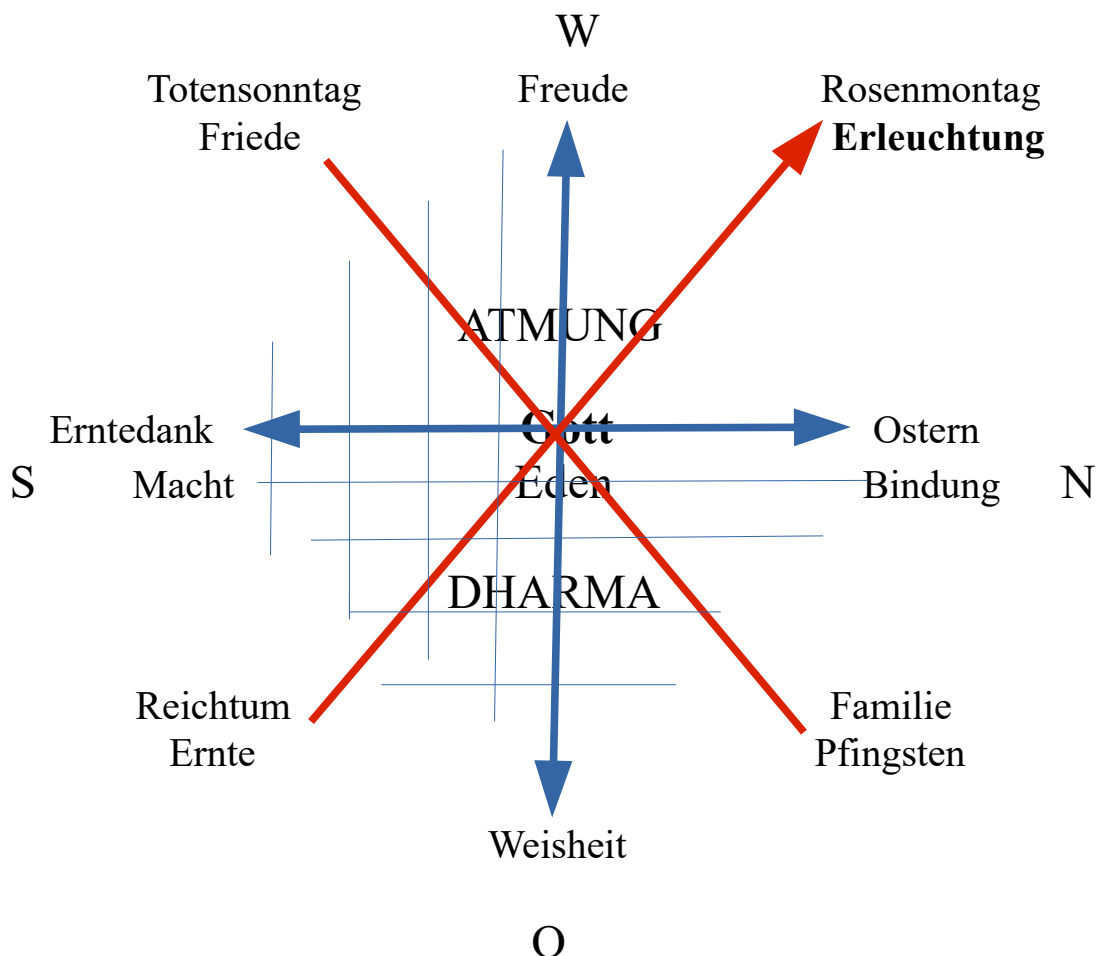 W
Totensonntag Freude Rosenmontag
Friede Erleuchtung
ATMUNG
Erntedank Gott Ostern
S Macht Eden Bindung N
DHARMA
Reichtum Familie
Ernte Pfingsten
Weisheit
O